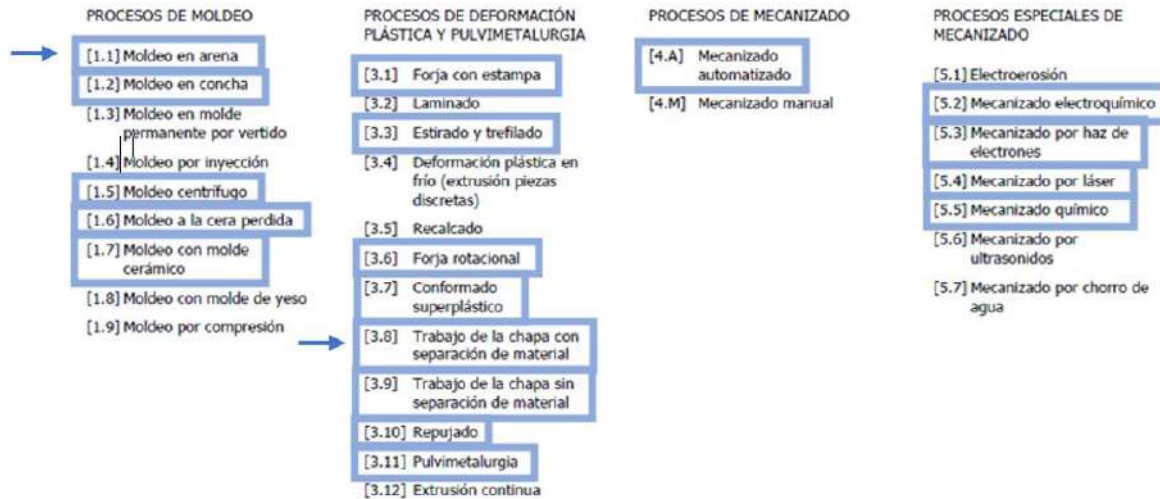 PROCESOS DE MOLDEO
[1.1] Moldeo en arena
[1.2] Moldeo en concha
[1.3] Moldeo en molde
permanente por vertido
[1.4] Moldeo por inyección
[1.5] Moldeo centrífugo
[1.6] Moldeo a la cera perdida
[1.7] Moldeo con molde
cerámico
[1.8] Moldeo con molde de yeso
[1.9] Moldeo por compresión
PROCESOS DE DEFORMACIÓN
PLÁSTICA Y PULVIMETALURGIA
[3.1] Forja con estampa
[3.2] Laminado
[3.3] Estirado y trefilado
[3.4] Deformación plástica en
frío (extrusión piezas
discretas)
[3.5] Recalcado
[3.6] Forja rotacional
[3.7] Conformado
superplástico
[3.8] Trabajo de la chapa con
separación de material
[3.9] Trabajo de la chapa sin
separación de material
[3.10] Repujado
[3.11] Pulvimetalurgia
[3.12] Extrusión continua
PROCESOS DE MECANIZADO
[4.A] Mecanizado
automatizado
[4.M] Mecanizado manual
PROCESOS ESPECIALES DE
MECANIZADO
[5.1] Electroerosión
[5.2] Mecanizado electroquímico
[5.3] Mecanizado por haz de
electrones
[5.4] Mecanizado por láser
[5.5] Mecanizado químico
[5.6] Mecanizado por
ultrasonidos
[5.7] Mecanizado por chorro de
agua